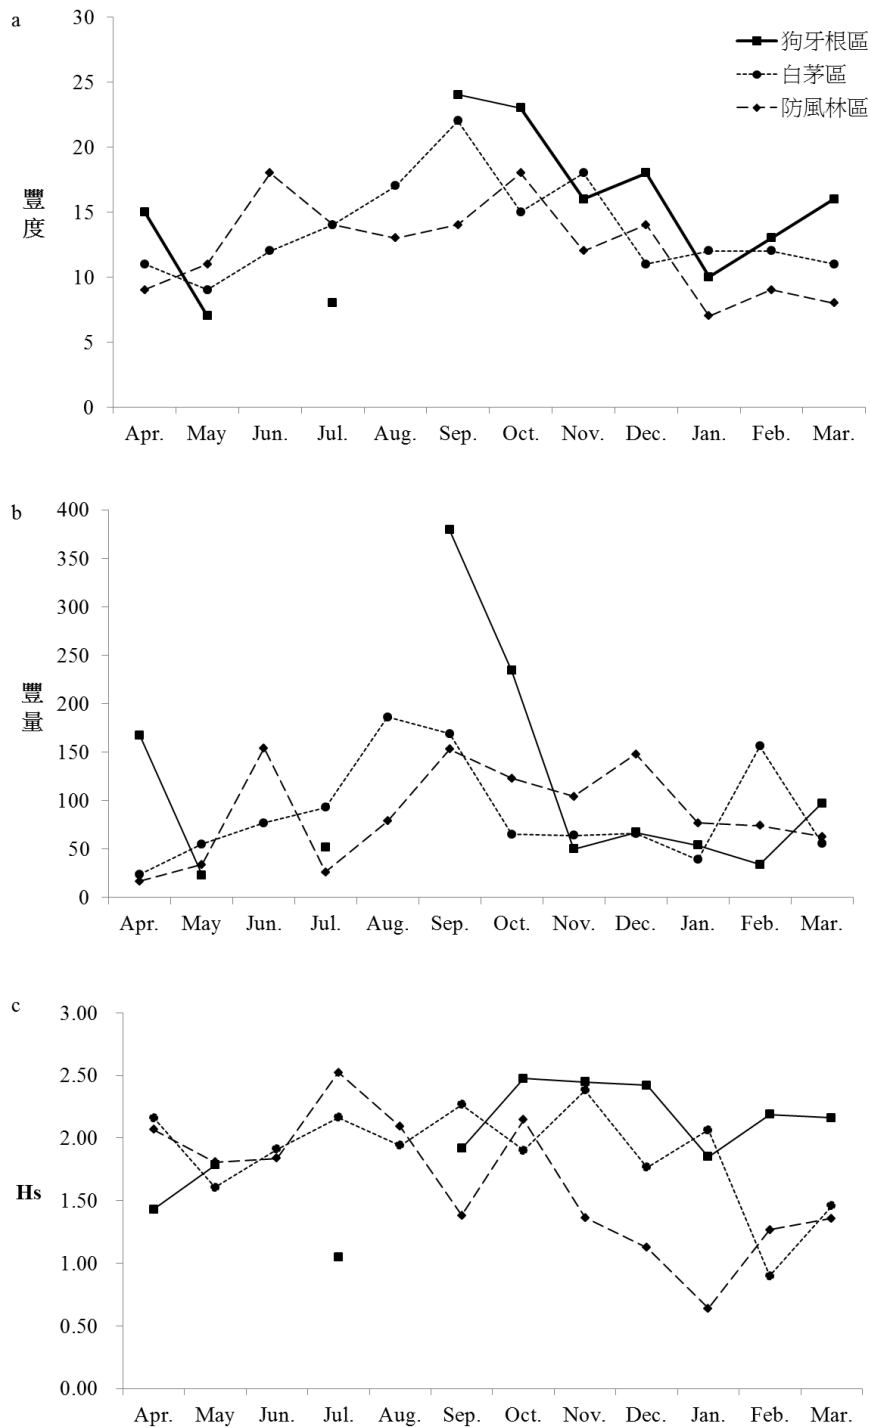 a
30
25
20
15
10
5
0
豐度
狗牙根區
白茅區
防風林區
Apr. May Jun. Jul. Aug. Sep. Oct. Nov. Dec. Jan. Feb. Mar.
b
400
350
300
250
200
150
100
50
0
豐量
Apr. May Jun. Jul. Aug. Sep. Oct. Nov. Dec. Jan. Feb. Mar.
c
3.00
2.50
2.00
1.50
1.00
0.50
0.00
Hs
Apr. May Jun. Jul. Aug. Sep. Oct. Nov. Dec. Jan. Feb. Mar.